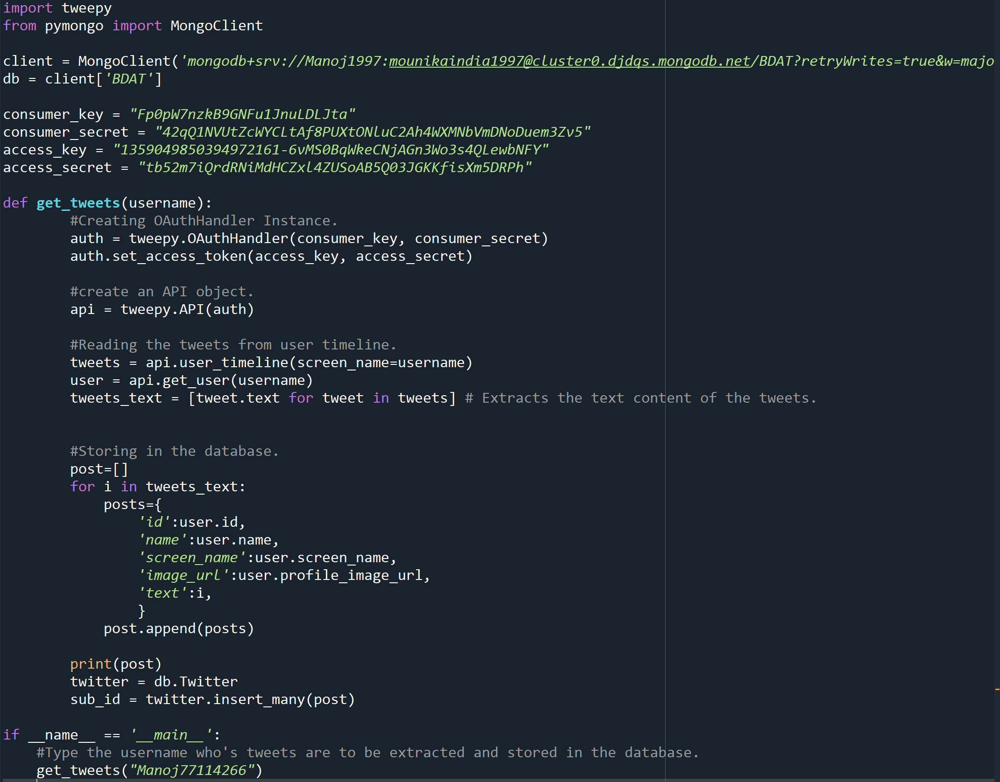 import tweepy
from pymongo import MongoClient
client = MongoClient('mongodb+srv://Manoj1997:mounikaindia1997@cluster0.djdqs.mongodb.net/BDAT?retryWrites=true&w=majo
db = client['BDAT']
consumer_key = "Fp0pW7nzkB9GNFu1JnuLDLJta"
consumer_secret = "42qQ1NVUtZcWYCLtAf8PUXtONluC2Ah4WXMNbVmDNoDuem3Zv5"
access_key = "1359049850394972161-6vMS0BqWkeCNjAGn3Wo3s4QLewbNFY"
access_secret = "tb52m7iQrdRNiMdHCZxl4ZUSoAB5Q03JGKKfisXm5DRPh"
def get_tweets(username):
#Creating OAuthHandler Instance.
auth = tweepy.OAuthHandler(consumer_key, consumer_secret)
auth.set_access_token(access_key, access_secret)
#create an API object.
api = tweepy.API(auth)
#Reading the tweets from user timeline.
tweets = api.user_timeline(screen_name=username)
user = api.get_user(username)
tweets_text = [tweet.text for tweet in tweets] # Extracts the text content of the tweets.
#Storing in the database.
post=[]
for i in tweets_text:
posts={
'id':user.id,
'name':user.name,
'screen_name':user.screen_name,
'image_url':user.profile_image_url,
'text':i,
}
post.append(posts)
print(post)
twitter = db.Twitter
sub_id = twitter.insert_many(post)
if __name__ == '__main__':
#Type the username who's tweets are to be extracted and stored in the database.
get_tweets("Manoj77114266")